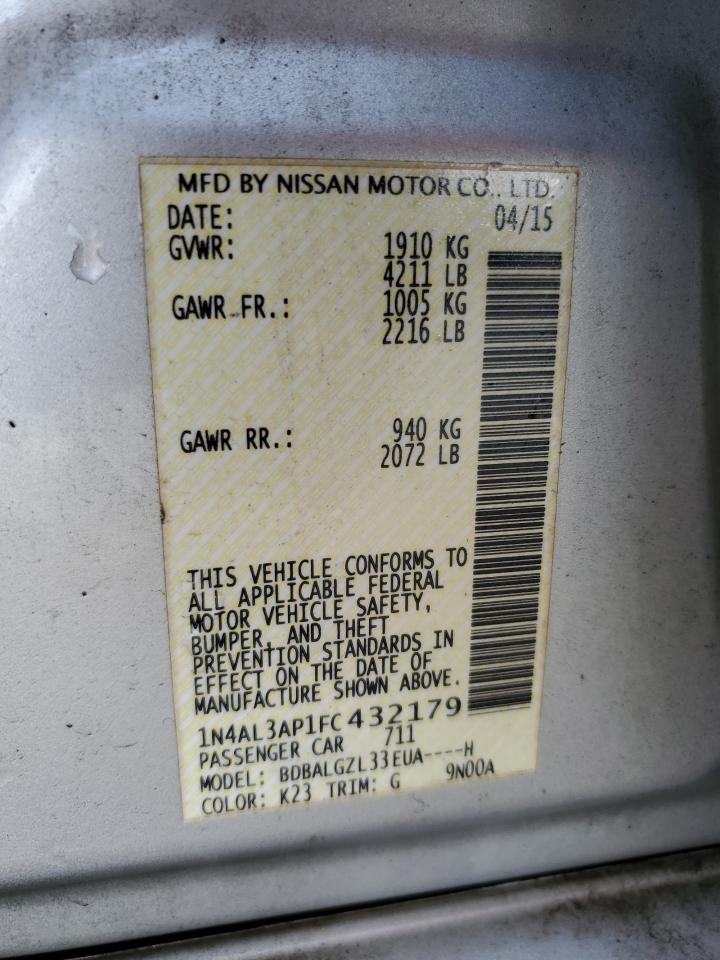 MFD BY NISSAN MOTOR CO., LTD.
DATE: 04/15
GVWR: 1910 KG
4211 LB
GAWR FR.: 1005 KG
2216 LB
GAWR RR.: 940 KG
2072 LB
THIS VEHICLE CONFORMS TO
ALL APPLICABLE FEDERAL
MOTOR VEHICLE SAFETY,
BUMPER, AND THEFT
PREVENTION STANDARDS IN
EFFECT ON THE DATE OF
MANUFACTURE SHOWN ABOVE.
1N4AL3AP1FC432179
PASSENGER CAR 711
MODEL: BDBALGZL33EUA----H
COLOR: K23 TRIM: G 9N00A